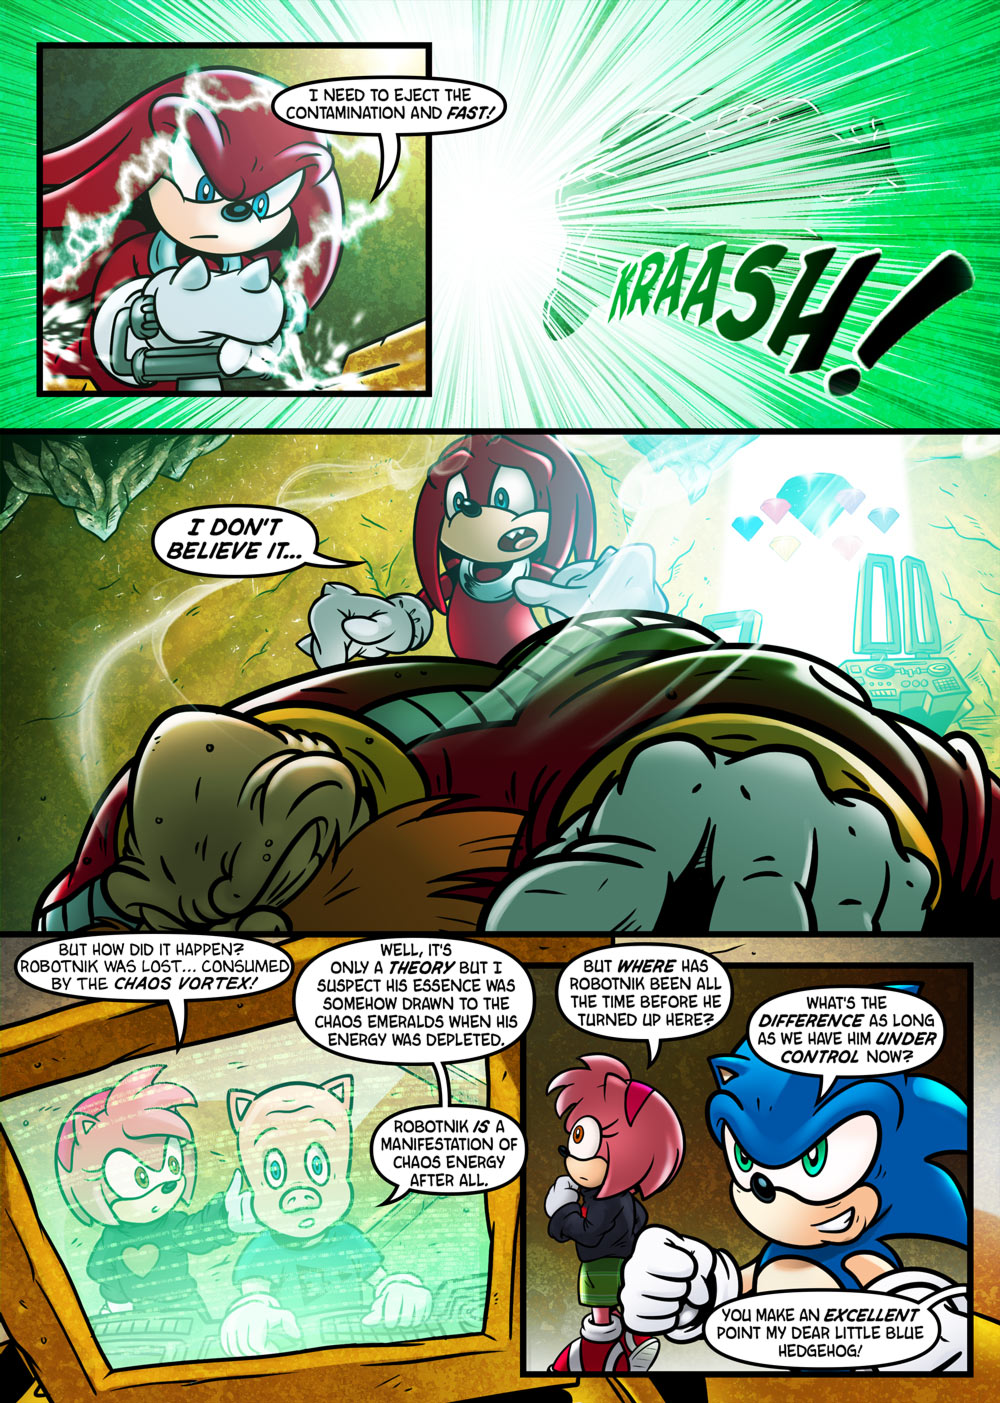 I NEED TO EJECT THE
CONTAMINATION AND FAST!
KRAASH!
I DON'T
BELIEVE IT...
BUT HOW DID IT HAPPEN?
ROBOTNIK WAS LOST... CONSUMED
BY THE CHAOS VORTEX!
WELL, IT'S
ONLY A THEORY BUT I
SUSPECT HIS ESSENCE WAS
SOMEHOW DRAWN TO THE
CHAOS EMERALDS WHEN HIS
ENERGY WAS DEPLETED.
ROBOTNIK IS A
MANIFESTATION OF
CHAOS ENERGY
AFTER ALL.
BUT WHERE HAS
ROBOTNIK BEEN ALL
THE TIME BEFORE HE
TURNED UP HERE?
WHAT'S THE
DIFFERENCE AS LONG
AS WE HAVE HIM UNDER
CONTROL NOW?
YOU MAKE AN EXCELLENT
POINT MY DEAR LITTLE BLUE
HEDGEHOG!